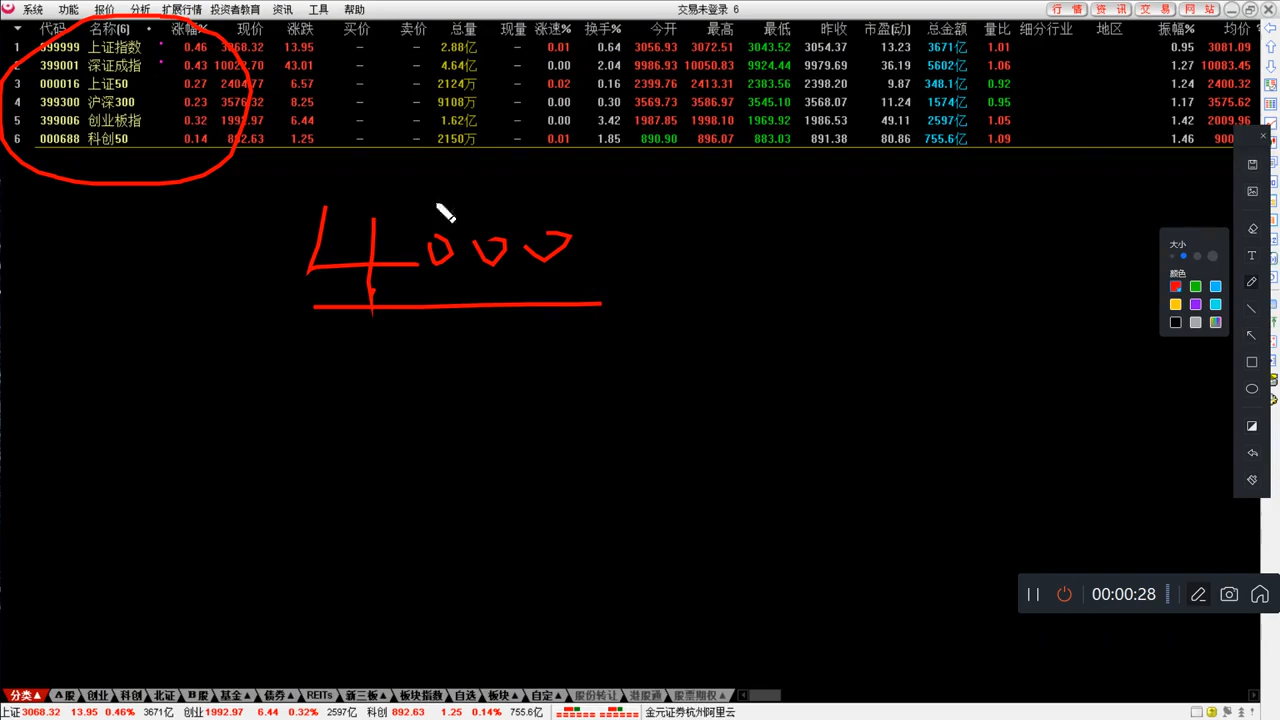 系统 功能 报价 分析 扩展行情 投资者教育 资讯 工具 帮助 交易未登录 6 行 情 资 讯 交 易 网 站
代码 名称(6) 涨幅% 现价 涨跌 买价 卖价 总量 现量 涨速% 换手% 今开 最高 最低 昨收 市盈(动) 总金额 量比 细分行业 地区 振幅% 均价
1 999999 上证指数 0.46 3068.32 13.95 — — 2.88亿 — 0.01 0.64 3056.93 3072.51 3043.52 3054.37 13.23 3671亿 1.01 0.95 3081.09
2 399001 深证成指 0.43 10022.70 43.01 — — 4.64亿 — 0.00 2.04 9986.93 10050.83 9924.44 9979.69 36.19 5602亿 1.06 1.27 10083.45
3 000016 上证50 0.27 2404.77 6.57 — — 2124万 — 0.02 0.16 2399.76 2413.31 2383.56 2398.20 9.87 348.1亿 0.92 1.24 2400.32
4 399300 沪深300 0.23 3576.32 8.25 — — 9108万 — 0.00 0.30 3569.73 3586.97 3545.10 3568.07 11.24 1574亿 0.95 1.17 3575.62
5 399006 创业板指 0.32 1992.97 6.44 — — 1.62亿 — 0.00 3.42 1987.85 1998.10 1969.92 1986.53 49.11 2597亿 1.05 1.42 2009.96
6 000688 科创50 0.14 892.63 1.25 — — 2150万 — 0.01 1.85 890.90 896.07 883.03 891.38 80.86 755.6亿 1.09 1.46
4000
大小
颜色
T
00:00:28
分类 A股 创业 科创 北证 B股 基金 债券 REITs 新三板 板块指数 自选 板块 自定 股份转让 港股通 股票期权
上证3068.32 13.95 0.46% 3671亿 创业1992.97 6.44 0.32% 2597亿 科创 892.63 1.25 0.14% 755.6亿 金元证券杭州阿里云